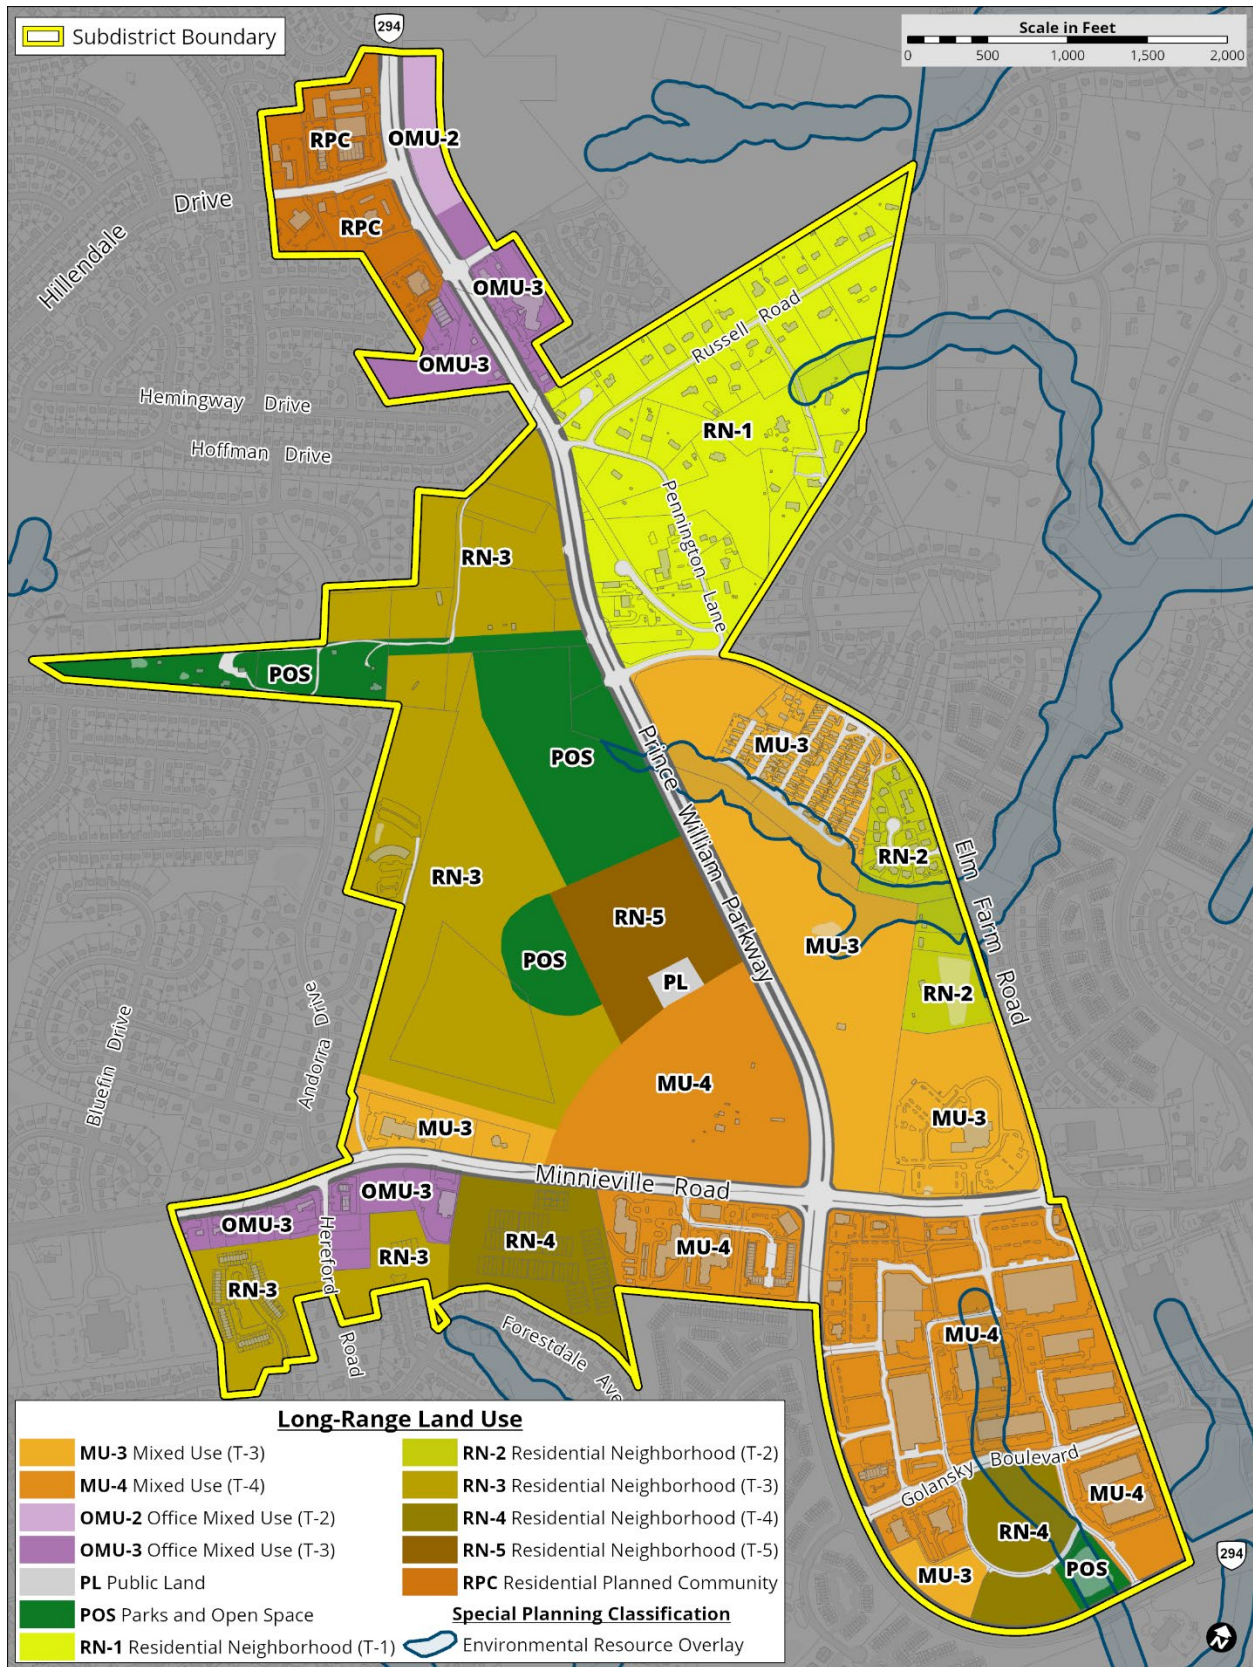 294
Subdistrict Boundary
Scale in Feet
0 500 1,000 1,500 2,000
RPC
OMU-2
Hillendale Drive
RPC
OMU-3
Russell Road
OMU-3
Hemingway Drive
Hoffman Drive
RN-1
Pennington Lane
RN-3
POS
Prince William Parkway
MU-3
POS
RN-2
Elm Farm Road
RN-3
RN-5
MU-3
POS
PL
RN-2
Andorra Drive
Bluefin Drive
MU-4
MU-3
MU-3
Minnieville Road
OMU-3
OMU-3
Hereford Road
RN-4
MU-4
RN-3
RN-3
Forestdale Ave
MU-4
Golansky Boulevard
MU-4
RN-4
MU-3
POS
294
N
Long-Range Land Use
MU-3 Mixed Use (T-3)
MU-4 Mixed Use (T-4)
OMU-2 Office Mixed Use (T-2)
OMU-3 Office Mixed Use (T-3)
PL Public Land
POS Parks and Open Space
RN-1 Residential Neighborhood (T-1)
RN-2 Residential Neighborhood (T-2)
RN-3 Residential Neighborhood (T-3)
RN-4 Residential Neighborhood (T-4)
RN-5 Residential Neighborhood (T-5)
RPC Residential Planned Community
Special Planning Classification
Environmental Resource Overlay